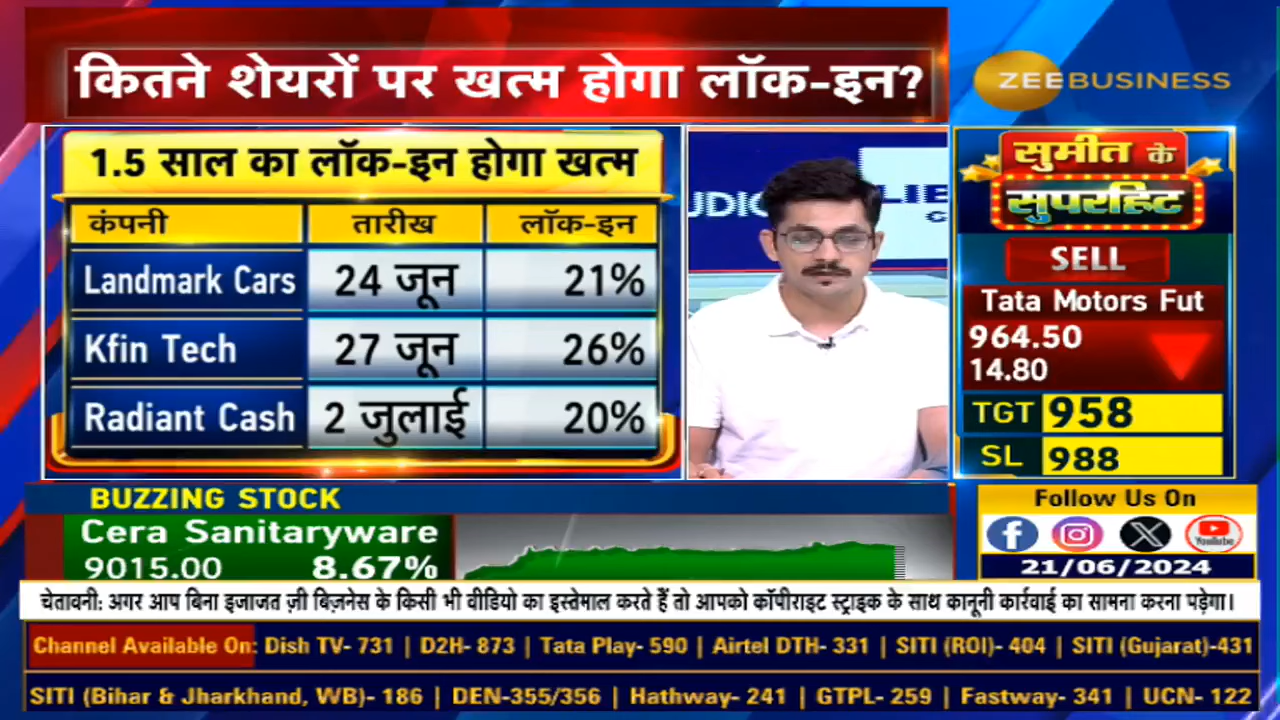 कितने शेयरों पर खत्म होगा लॉक-इन?
ZEEBUSINESS
1.5 साल का लॉक-इन होगा खत्म
कंपनी तारीख लॉक-इन
Landmark Cars 24 जून 21%
Kfin Tech 27 जून 26%
Radiant Cash 2 जुलाई 20%
सुमीत के
सुपरहिट
SELL
Tata Motors Fut
964.50
14.80
TGT 958
SL 988
BUZZING STOCK
Cera Sanitaryware
9015.00 8.67%
Follow Us On
YouTube
21/06/2024
चेतावनी: अगर आप बिना इजाजत ज़ी बिज़नेस के किसी भी वीडियो का इस्तेमाल करते हैं तो आपको कॉपीराइट स्ट्राइक के साथ कानूनी कार्रवाई का सामना करना पड़ेगा।
Channel Available On: Dish TV- 731 | D2H- 873 | Tata Play- 590 | Airtel DTH- 331 | SITI (ROI)- 404 | SITI (Gujarat)-431
SITI (Bihar & Jharkhand, WB)- 186 | DEN-355/356 | Hathway- 241 | GTPL- 259 | Fastway- 341 | UCN- 122